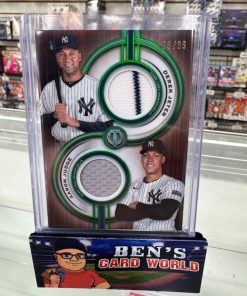 DEREK JETER
AARON JUDGE
BEN'S
CARD WORLD